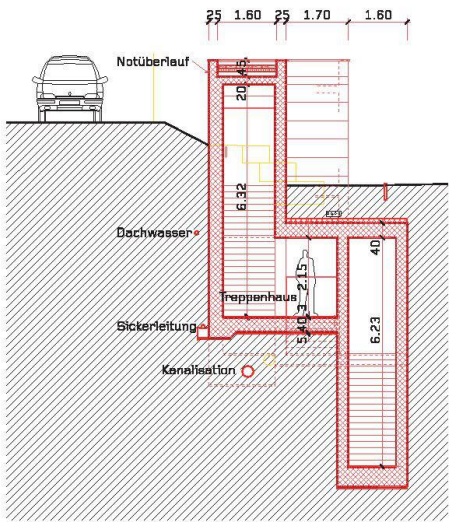 25 1.60 25 1.70 1.60
Notüberlauf
45
20
6.32
Dachwasser
40
2.15
Treppenhaus
3
Sickerleitung
5.40
6.23
Kanalisation